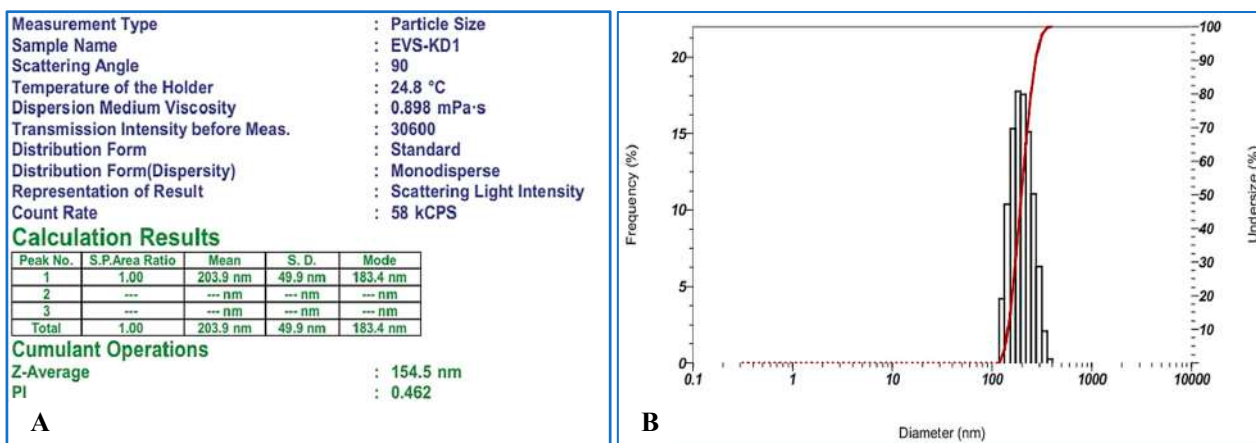 Measurement Type : Particle Size
Sample Name : EVS-KD1
Scattering Angle : 90
Temperature of the Holder : 24.8 °C
Dispersion Medium Viscosity : 0.898 mPa·s
Transmission Intensity before Meas. : 30600
Distribution Form : Standard
Distribution Form(Dispersity) : Monodisperse
Representation of Result : Scattering Light Intensity
Count Rate : 58 kCPS
Calculation Results
Peak No. S.P.Area Ratio Mean S. D. Mode
1 1.00 203.9 nm 49.9 nm 183.4 nm
2 --- --- nm --- nm --- nm
3 --- --- nm --- nm --- nm
Total 1.00 203.9 nm 49.9 nm 183.4 nm
Cumulant Operations
Z-Average : 154.5 nm
PI : 0.462
A
Frequency (%)
20
15
10
5
0
0.1 1 10 100 1000 10000
Diameter (nm)
100
90
80
70
60
50
40
30
20
10
Undersize (%)
B